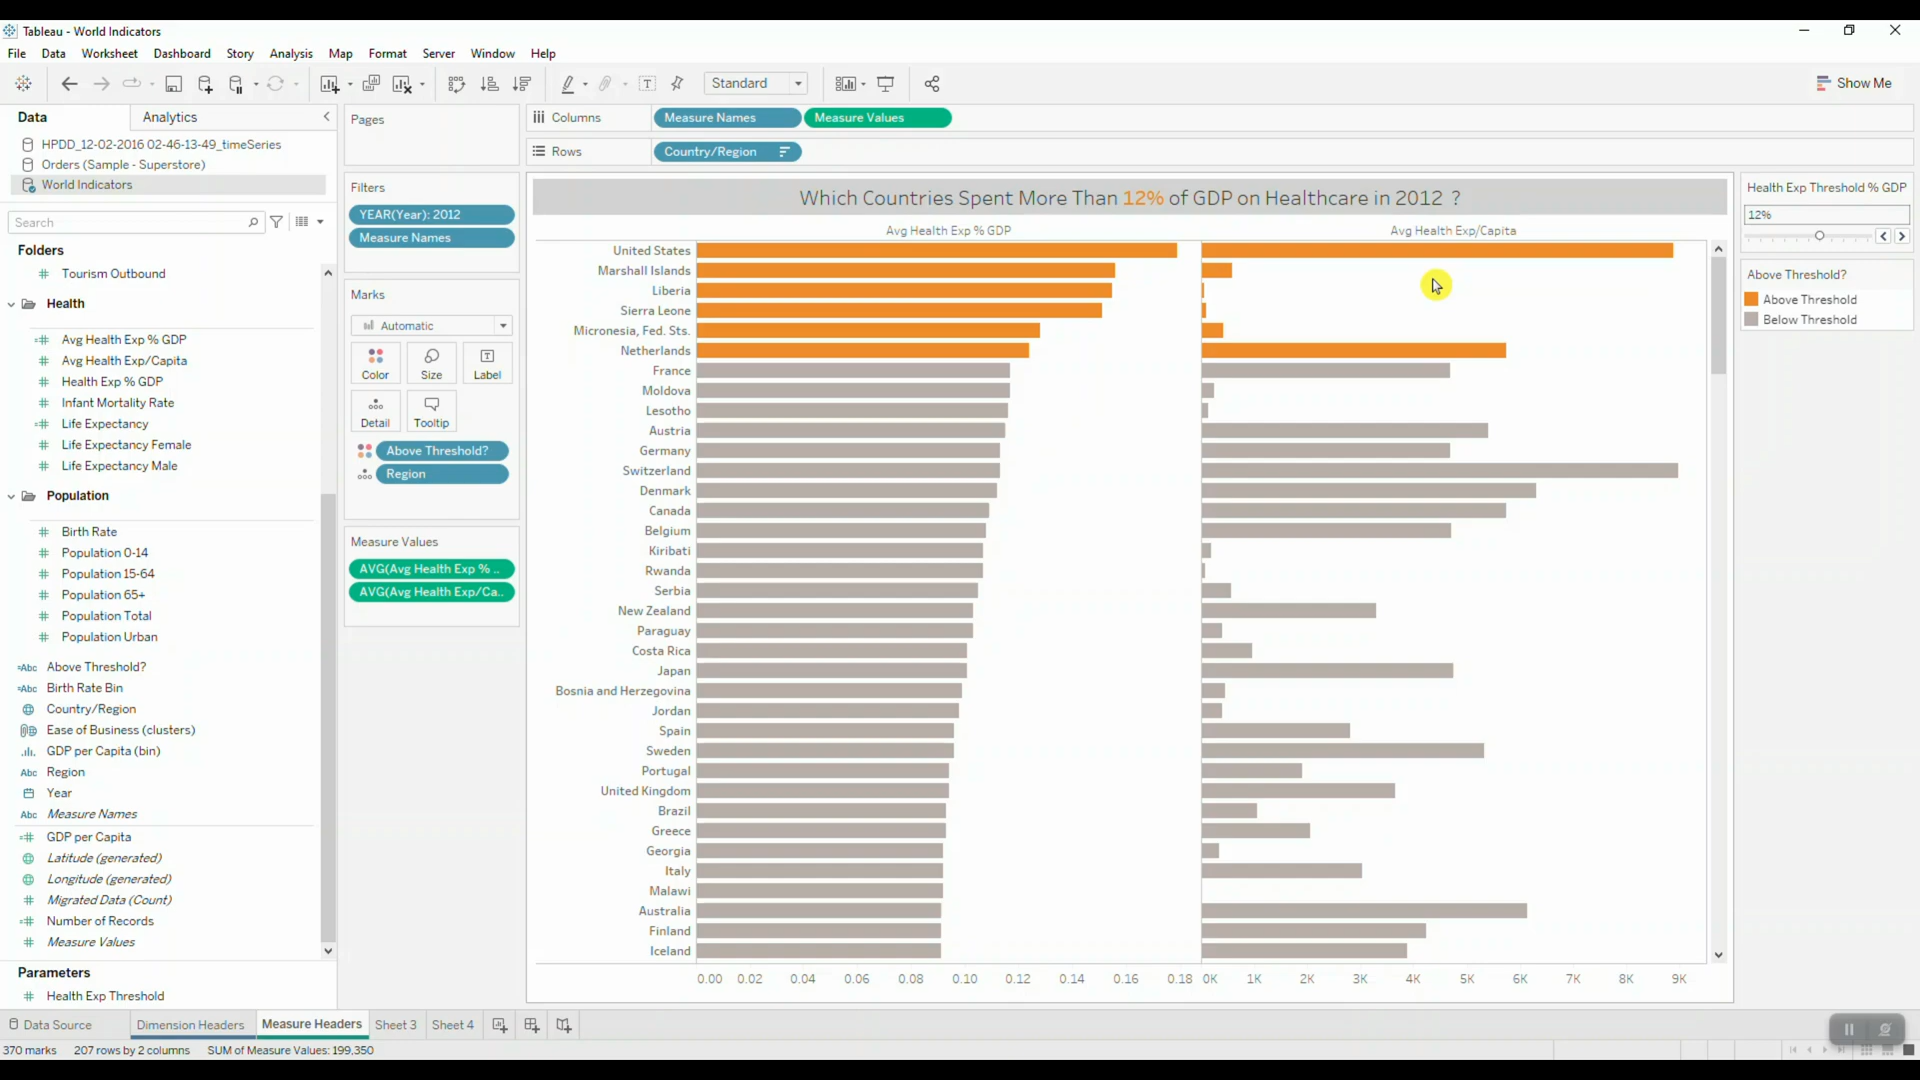 Tableau - World Indicators
File Data Worksheet Dashboard Story Analysis Map Format Server Window Help
Standard
Show Me
Data Analytics
HPDD_12-02-2016 02-46-13-49_timeSeries
Orders (Sample - Superstore)
World Indicators
Search
Folders
Tourism Outbound
Health
Avg Health Exp % GDP
Avg Health Exp/Capita
Health Exp % GDP
Infant Mortality Rate
Life Expectancy
Life Expectancy Female
Life Expectancy Male
Population
Birth Rate
Population 0-14
Population 15-64
Population 65+
Population Total
Population Urban
Abc Above Threshold?
Abc Birth Rate Bin
Country/Region
Ease of Business (clusters)
GDP per Capita (bin)
Abc Region
Year
Abc Measure Names
GDP per Capita
Latitude (generated)
Longitude (generated)
Migrated Data (Count)
Number of Records
Measure Values
Parameters
Health Exp Threshold
Pages
Filters
YEAR(Year): 2012
Measure Names
Marks
Automatic
Color Size Label
Detail Tooltip
Above Threshold?
Region
Measure Values
AVG(Avg Health Exp % ..
AVG(Avg Health Exp/Ca..
Columns Measure Names Measure Values
Rows Country/Region
Which Countries Spent More Than 12% of GDP on Healthcare in 2012 ?
Avg Health Exp % GDP Avg Health Exp/Capita
United States
Marshall Islands
Liberia
Sierra Leone
Micronesia, Fed. Sts.
Netherlands
France
Moldova
Lesotho
Austria
Germany
Switzerland
Denmark
Canada
Belgium
Kiribati
Rwanda
Serbia
New Zealand
Paraguay
Costa Rica
Japan
Bosnia and Herzegovina
Jordan
Spain
Sweden
Portugal
United Kingdom
Brazil
Greece
Georgia
Italy
Malawi
Australia
Finland
Iceland
0.00 0.02 0.04 0.06 0.08 0.10 0.12 0.14 0.16 0.18 0K 1K 2K 3K 4K 5K 6K 7K 8K 9K
Health Exp Threshold % GDP
12%
Above Threshold?
Above Threshold
Below Threshold
Data Source Dimension Headers Measure Headers Sheet 3 Sheet 4
370 marks 207 rows by 2 columns SUM of Measure Values: 199,350